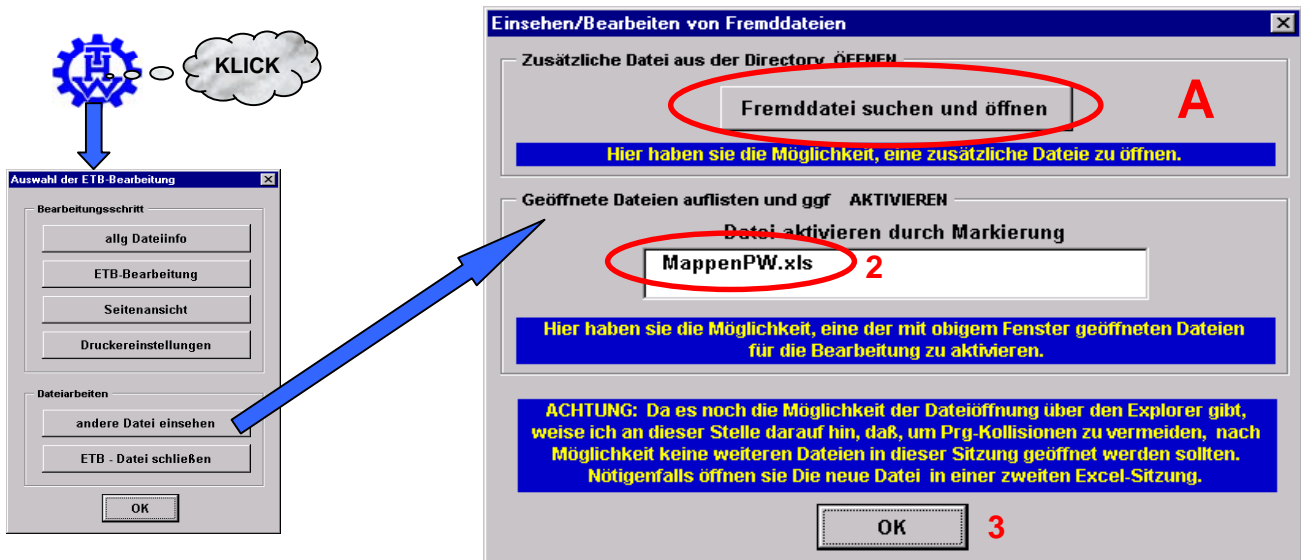 THW
KLICK
Auswahl der ETB-Bearbeitung
Bearbeitungsschritt
allg Dateiinfo
ETB-Bearbeitung
Seitenansicht
Druckereinstellungen
Dateiarbeiten
andere Datei einsehen
ETB - Datei schließen
OK
Einsehen/Bearbeiten von Fremddateien
Zusätzliche Datei aus der Directory ÖFFNEN
Fremddatei suchen und öffnen
A
Hier haben sie die Möglichkeit, eine zusätzliche Dateie zu öffnen.
Geöffnete Dateien auflisten und ggf AKTIVIEREN
Datei aktivieren durch Markierung
MappenPW.xls
2
Hier haben sie die Möglichkeit, eine der mit obigem Fenster geöffneten Dateien
für die Bearbeitung zu aktivieren.
ACHTUNG: Da es noch die Möglichkeit der Dateiöffnung über den Explorer gibt,
weise ich an dieser Stelle darauf hin, daß, um Prg-Kollisionen zu vermeiden, nach
Möglichkeit keine weiteren Dateien in dieser Sitzung geöffnet werden sollten.
Nötigenfalls öffnen sie Die neue Datei in einer zweiten Excel-Sitzung.
OK
3